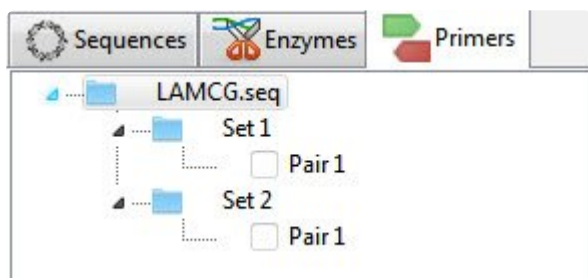 Sequences Enzymes Primers
LAMCG.seq
Set 1
Pair 1
Set 2
Pair 1